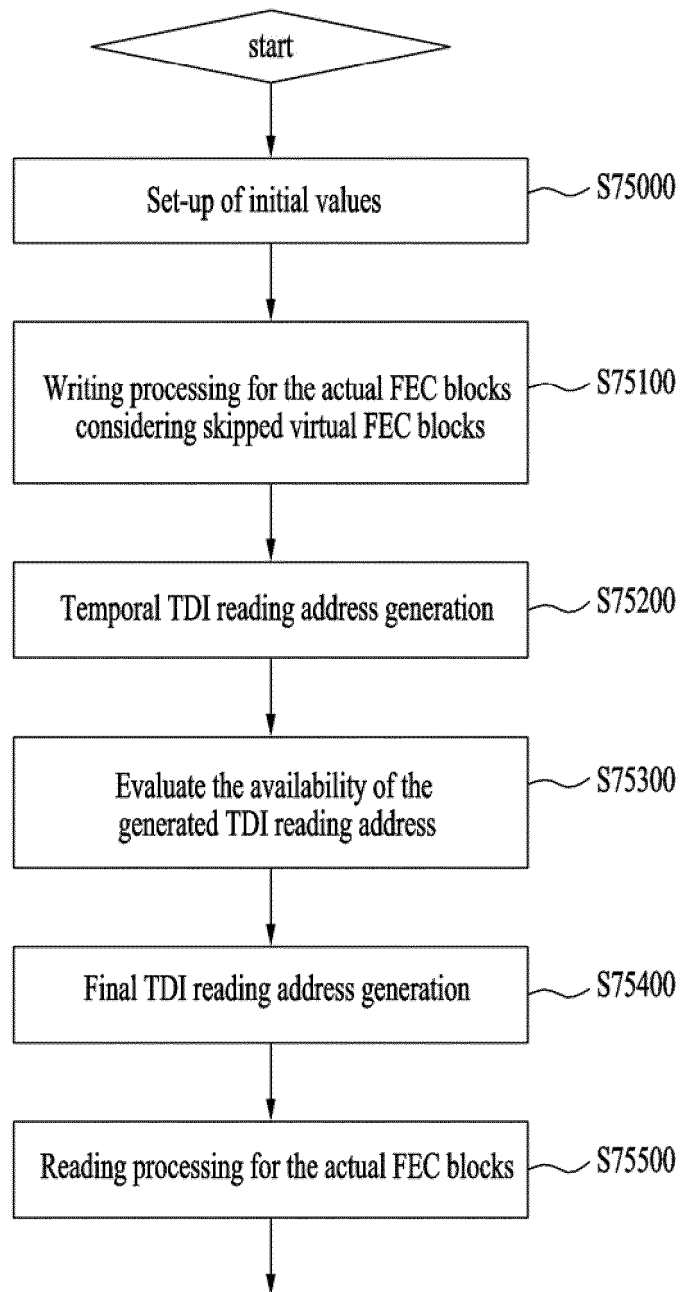 start
Set-up of initial values
S75000
Writing processing for the actual FEC blocks
considering skipped virtual FEC blocks
S75100
Temporal TDI reading address generation
S75200
Evaluate the availability of the
generated TDI reading address
S75300
Final TDI reading address generation
S75400
Reading processing for the actual FEC blocks
S75500